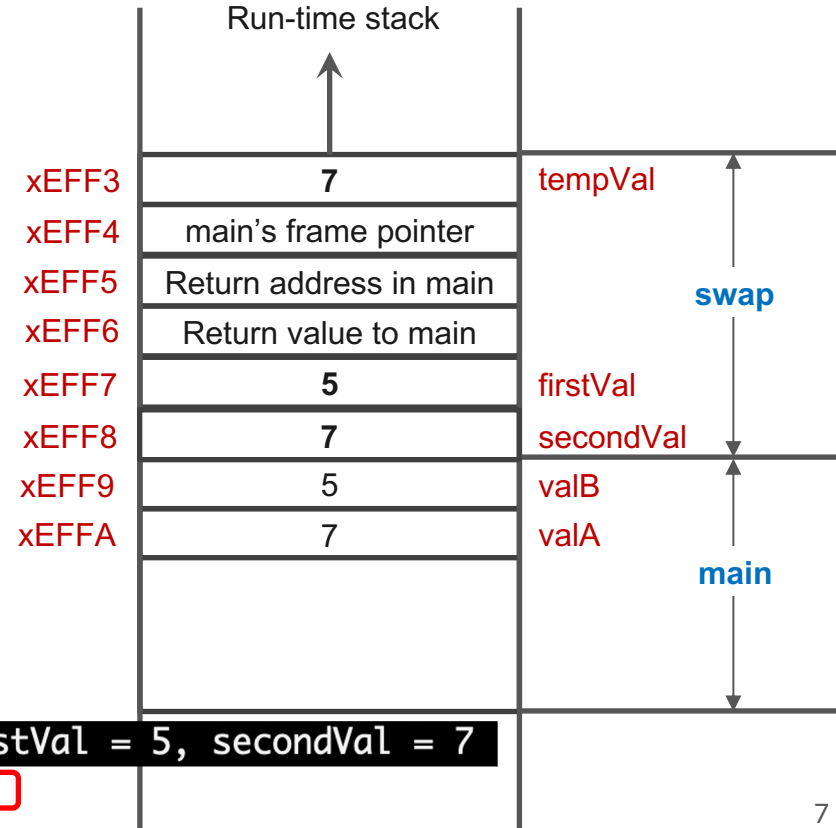 Run-time stack
xEFF3 7 tempVal
xEFF4 main's frame pointer
xEFF5 Return address in main
swap
xEFF6 Return value to main
xEFF7 5 firstVal
xEFF8 7 secondVal
xEFF9 5 valB
xEFFA 7 valA
main
stVal = 5, secondVal = 7
7